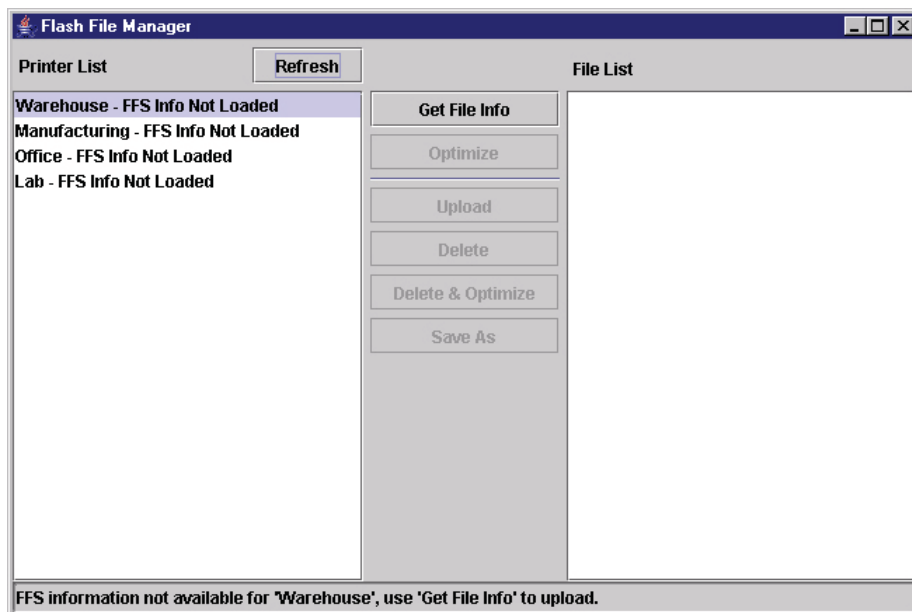 Flash File Manager
Printer List
Refresh
File List
Warehouse - FFS Info Not Loaded
Manufacturing - FFS Info Not Loaded
Office - FFS Info Not Loaded
Lab - FFS Info Not Loaded
Get File Info
Optimize
Upload
Delete
Delete & Optimize
Save As
FFS information not available for 'Warehouse', use 'Get File Info' to upload.